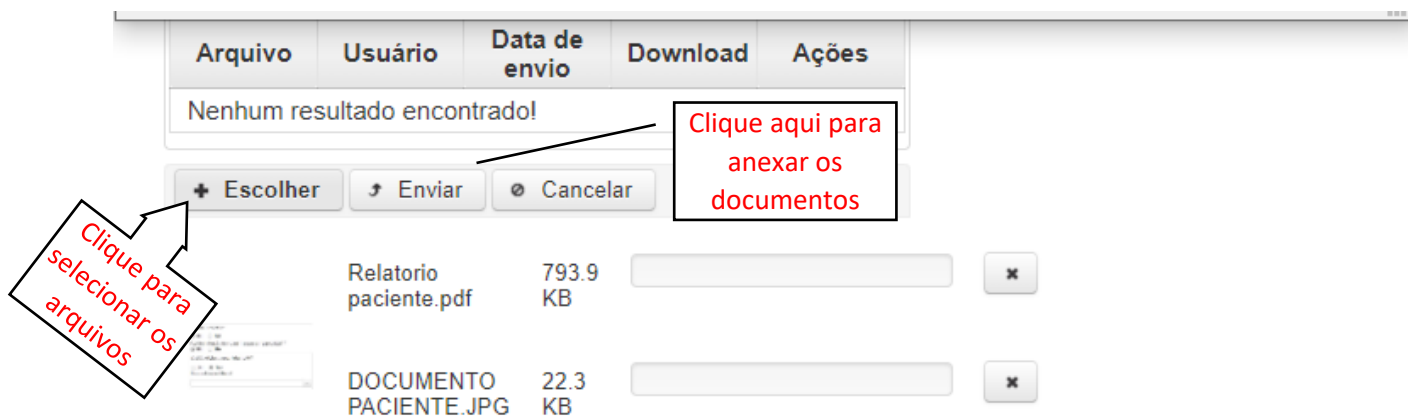 Arquivo Usuário Data de envio Download Ações
Nenhum resultado encontrado!
Clique aqui para
anexar os
documentos
Escolher Enviar Cancelar
Clique para
selecionar os
arquivos
Relatorio
paciente.pdf
793.9
KB
DOCUMENTO
PACIENTE.JPG
22.3
KB